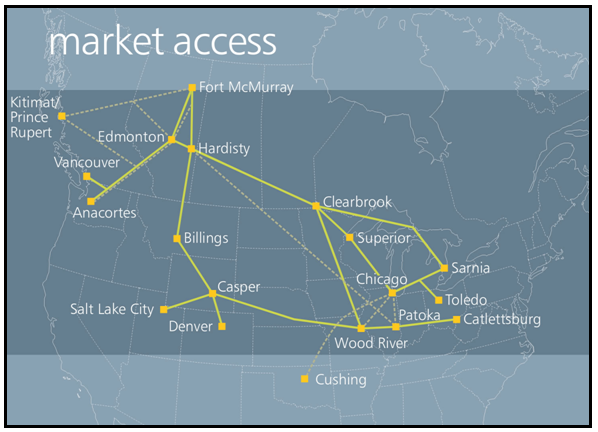 market access
Fort McMurray
Kitimat/
Prince
Rupert
Edmonton
Hardisty
Vancouver
Anacortes
Clearbrook
Billings
Superior
Sarnia
Chicago
Casper
Toledo
Salt Lake City
Patoka
Catlettsburg
Denver
Wood River
Cushing